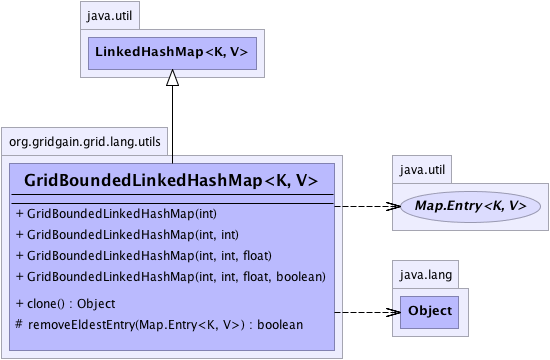 java.util
LinkedHashMap<K, V>
org.gridgain.grid.lang.utils
GridBoundedLinkedHashMap<K, V>
+ GridBoundedLinkedHashMap(int)
+ GridBoundedLinkedHashMap(int, int)
+ GridBoundedLinkedHashMap(int, int, float)
+ GridBoundedLinkedHashMap(int, int, float, boolean)
+ clone() : Object
# removeEldestEntry(Map.Entry<K, V>) : boolean
java.util
Map.Entry<K, V>
java.lang
Object